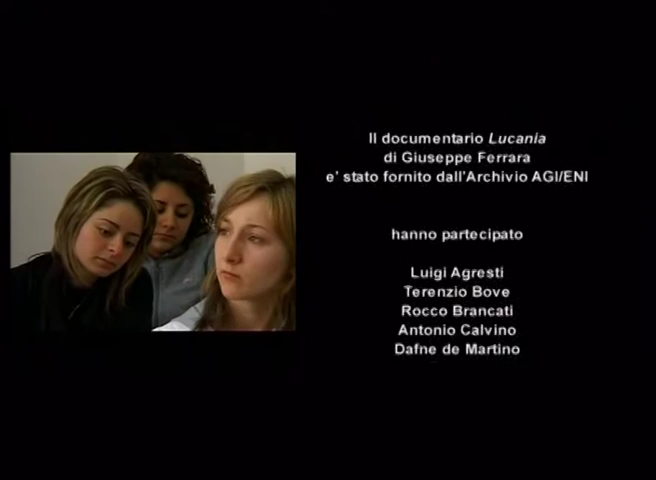 Il documentario Lucania
di Giuseppe Ferrara
e' stato fornito dall'Archivio AGI/ENI
hanno partecipato
Luigi Agresti
Terenzio Bove
Rocco Brancati
Antonio Calvino
Dafne de Martino